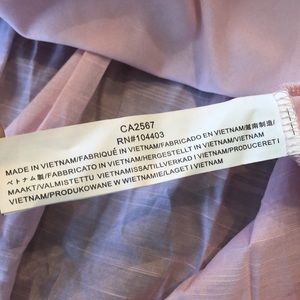 CA2567
RN#104403
MADE IN VIETNAM/FABRIQUÉ IN VIETNAM/FABRICADO EN VIETNAM/越南制造/
ベトナム製/FABBRICATO IN VIETNAM/HERGESTELLT IN VIETNAM/VIETNAM
MAAKT/VALMISTETTU VIETNAMISSA/TILLVERKAD I VIETNAM/PRODUCERET I
VIETNAM/PRODUKOWANE W WIETNAMIE/LAGET I VIETNAM